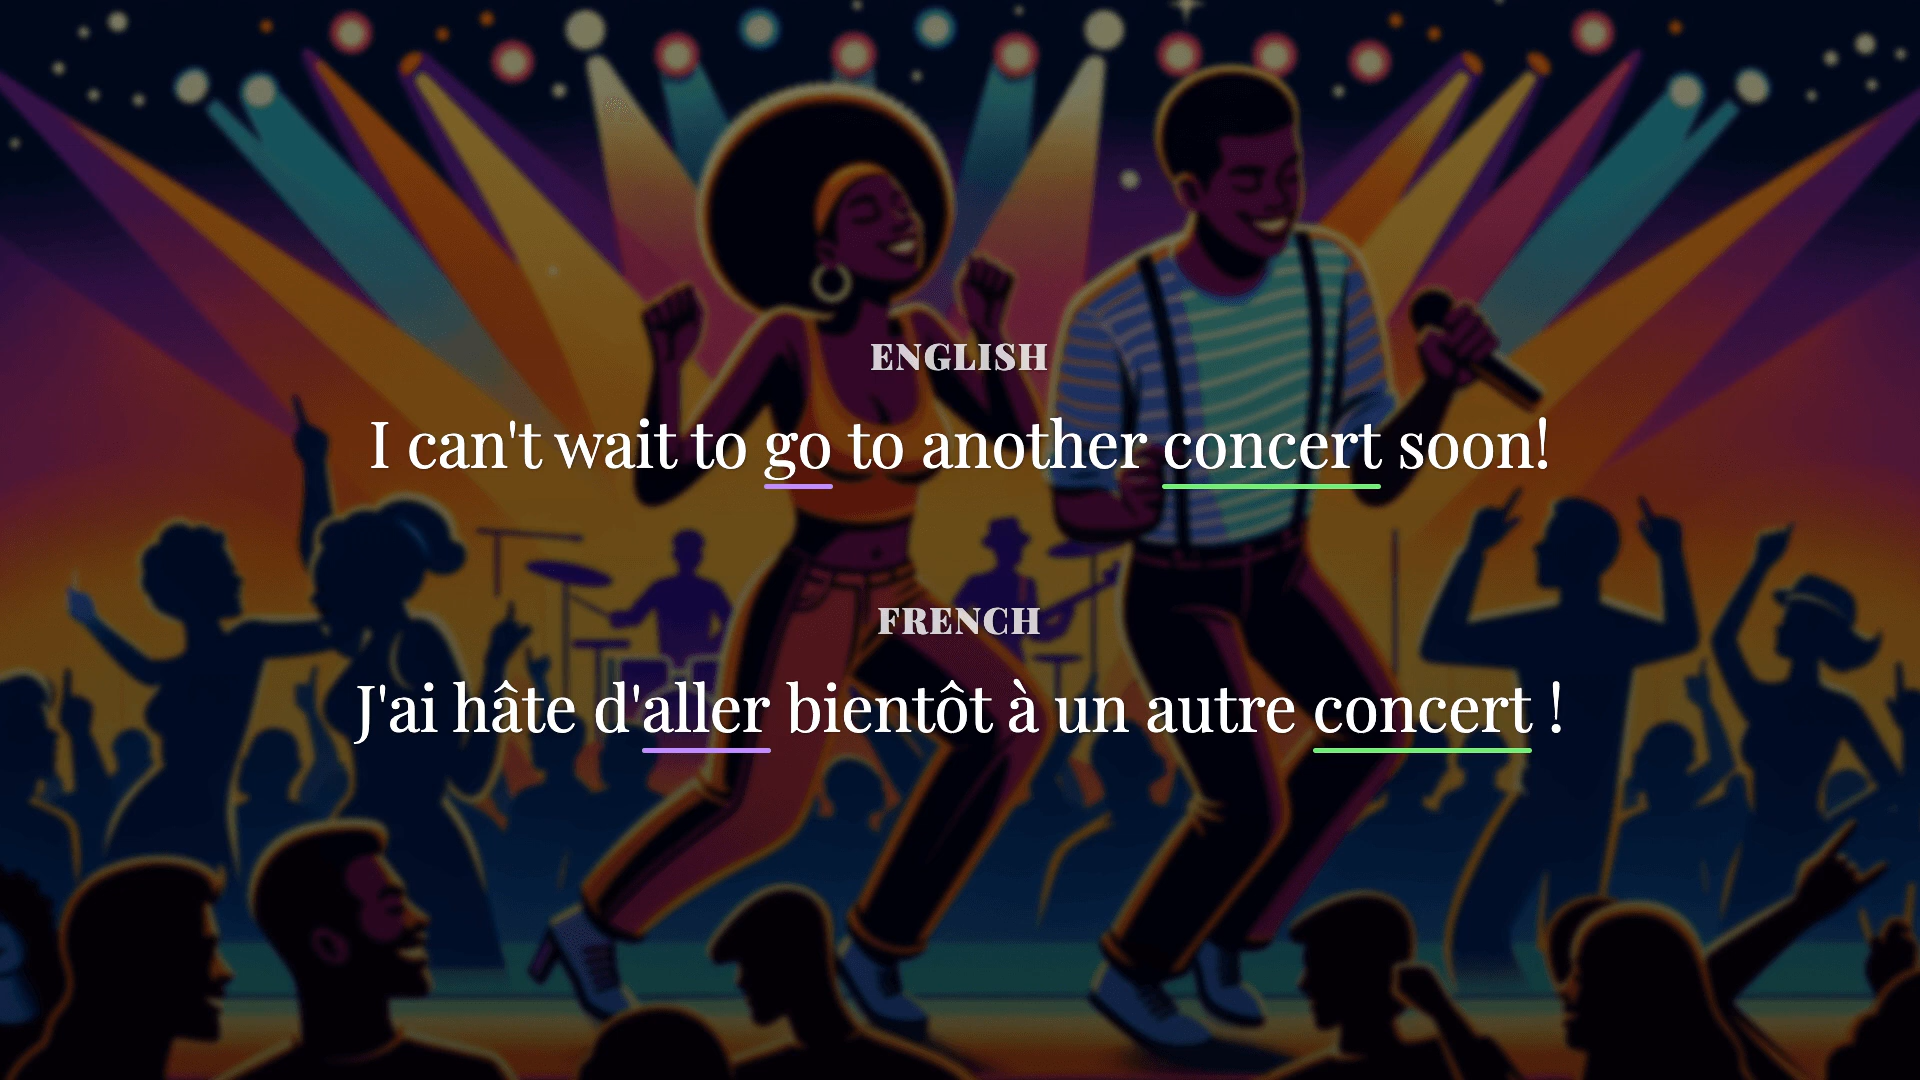 ENGLISH
I can't wait to go to another concert soon!
FRENCH
J'ai hâte d'aller bientôt à un autre concert !